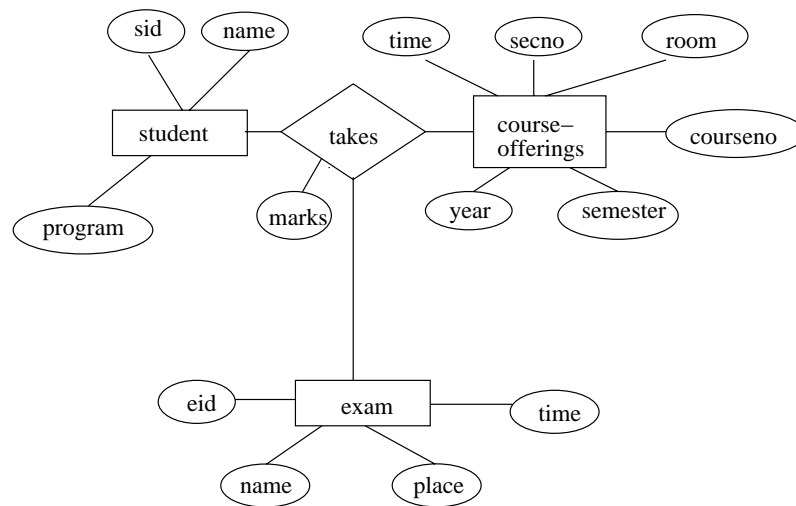 sid
name
time
secno
room
student
takes
course–
offerings
courseno
program
marks
year
semester
eid
exam
time
name
place